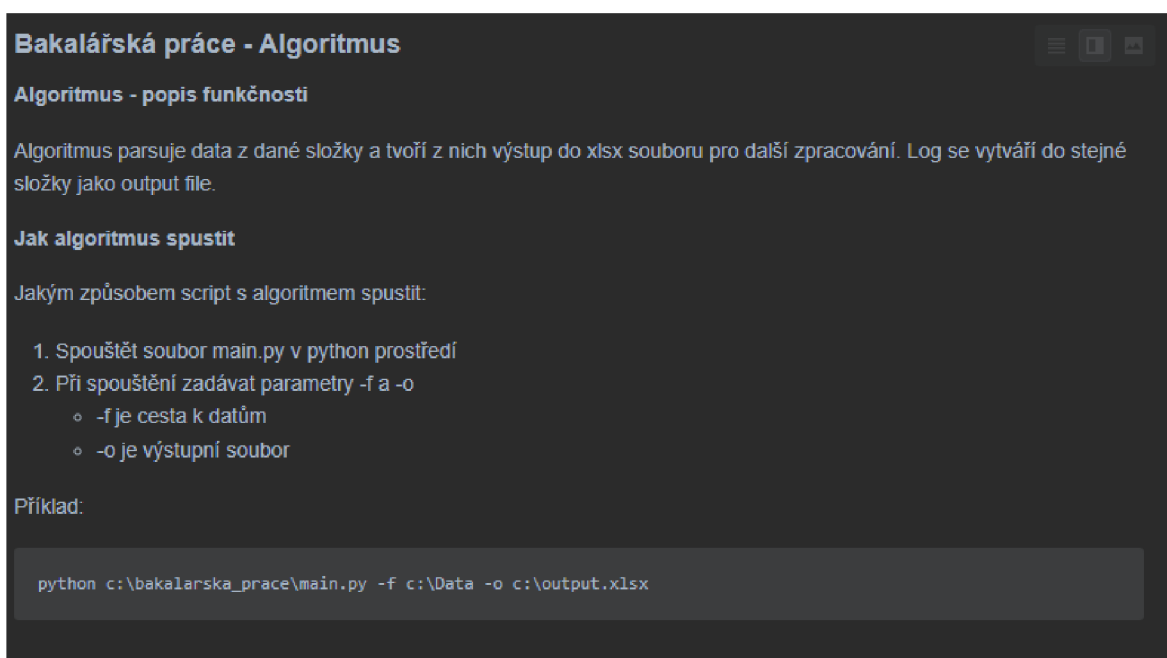 Bakalářská práce - Algoritmus
Algoritmus - popis funkčnosti
Algoritmus parsuje data z dané složky a tvoří z nich výstup do xlsx souboru pro další zpracování. Log se vytváří do stejné
složky jako output file.
Jak algoritmus spustit
Jakým způsobem script s algoritmem spustit:
1. Spouštět soubor main.py v python prostředí
2. Při spouštění zadávat parametry -f a -o
◦ -f je cesta k datům
◦ -o je výstupní soubor
Příklad:
python c:\bakalarska_prace\main.py -f c:\Data -o c:\output.xlsx